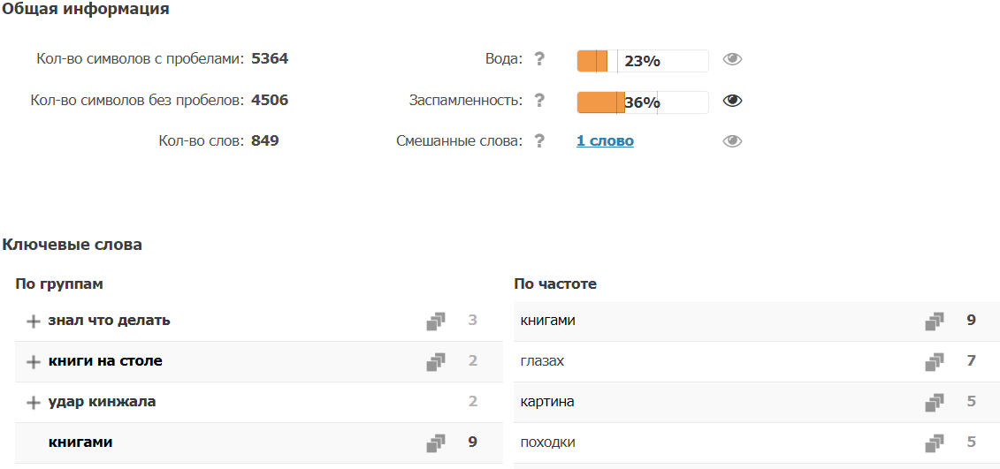 Общая информация
Кол-во символов с пробелами: 5364 Вода: ? 23%
Кол-во символов без пробелов: 4506 Заспамленность: ? 36%
Кол-во слов: 849 Смешанные слова: ? 1 слово
Ключевые слова
По группам По частоте
знал что делать 3 книгами 9
книги на столе 2 глазах 7
удар кинжала 2 картина 5
книгами 9 походки 5